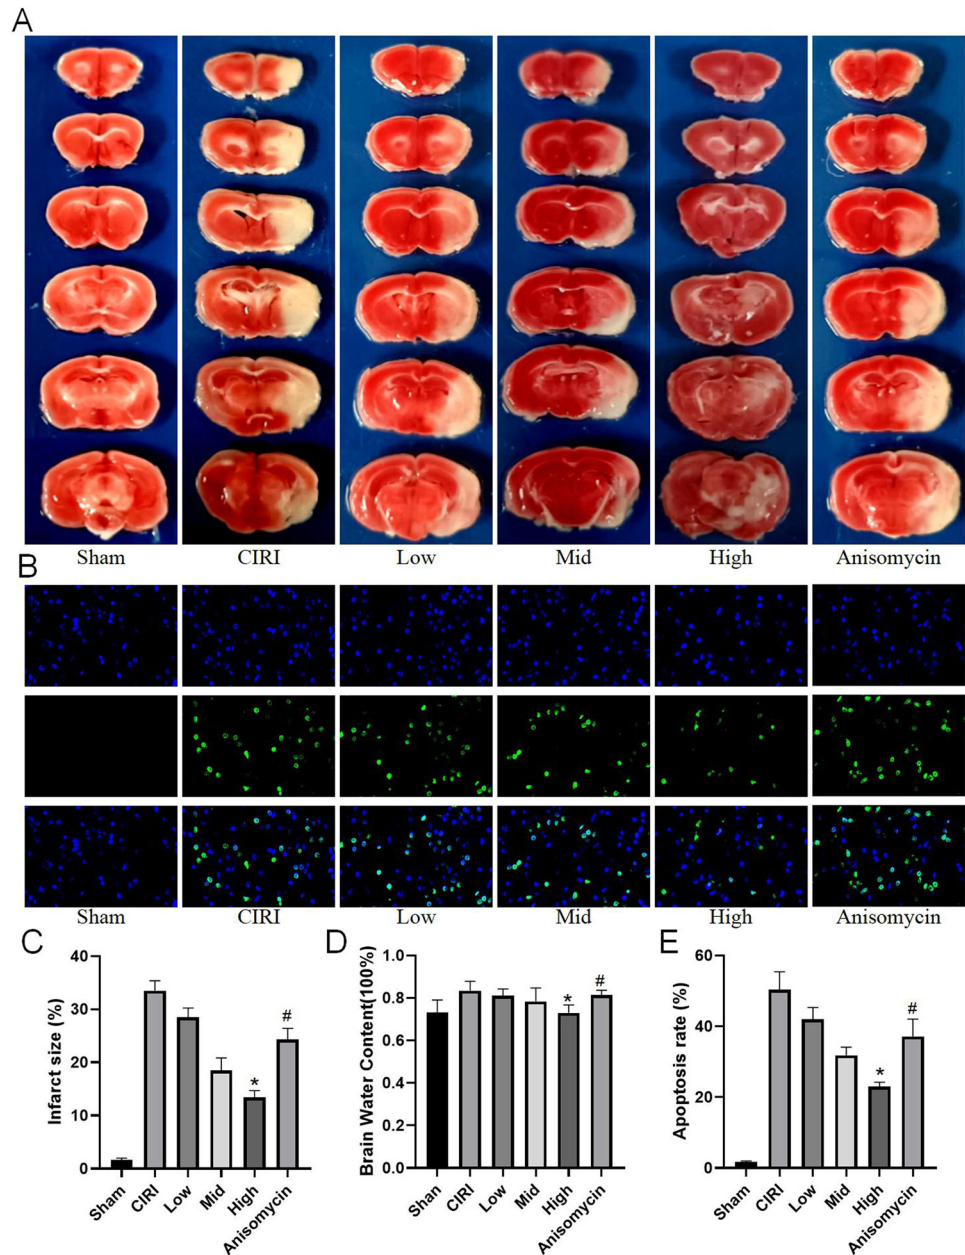 A
Sham CIRI Low Mid High Anisomycin
B
Sham CIRI Low Mid High Anisomycin
C
Infarct size (%)
40
30
20
10
0
Sham CIRI Low Mid High Anisomycin
* #
D
Brain Water Content(100%)
1.0
0.8
0.6
0.4
0.2
0.0
Shan CIRI Low Mid High Anisomycin
* #
E
Apoptosis rate (%)
60
40
20
0
Sham CIRI Low Mid High Anisomycin
* #